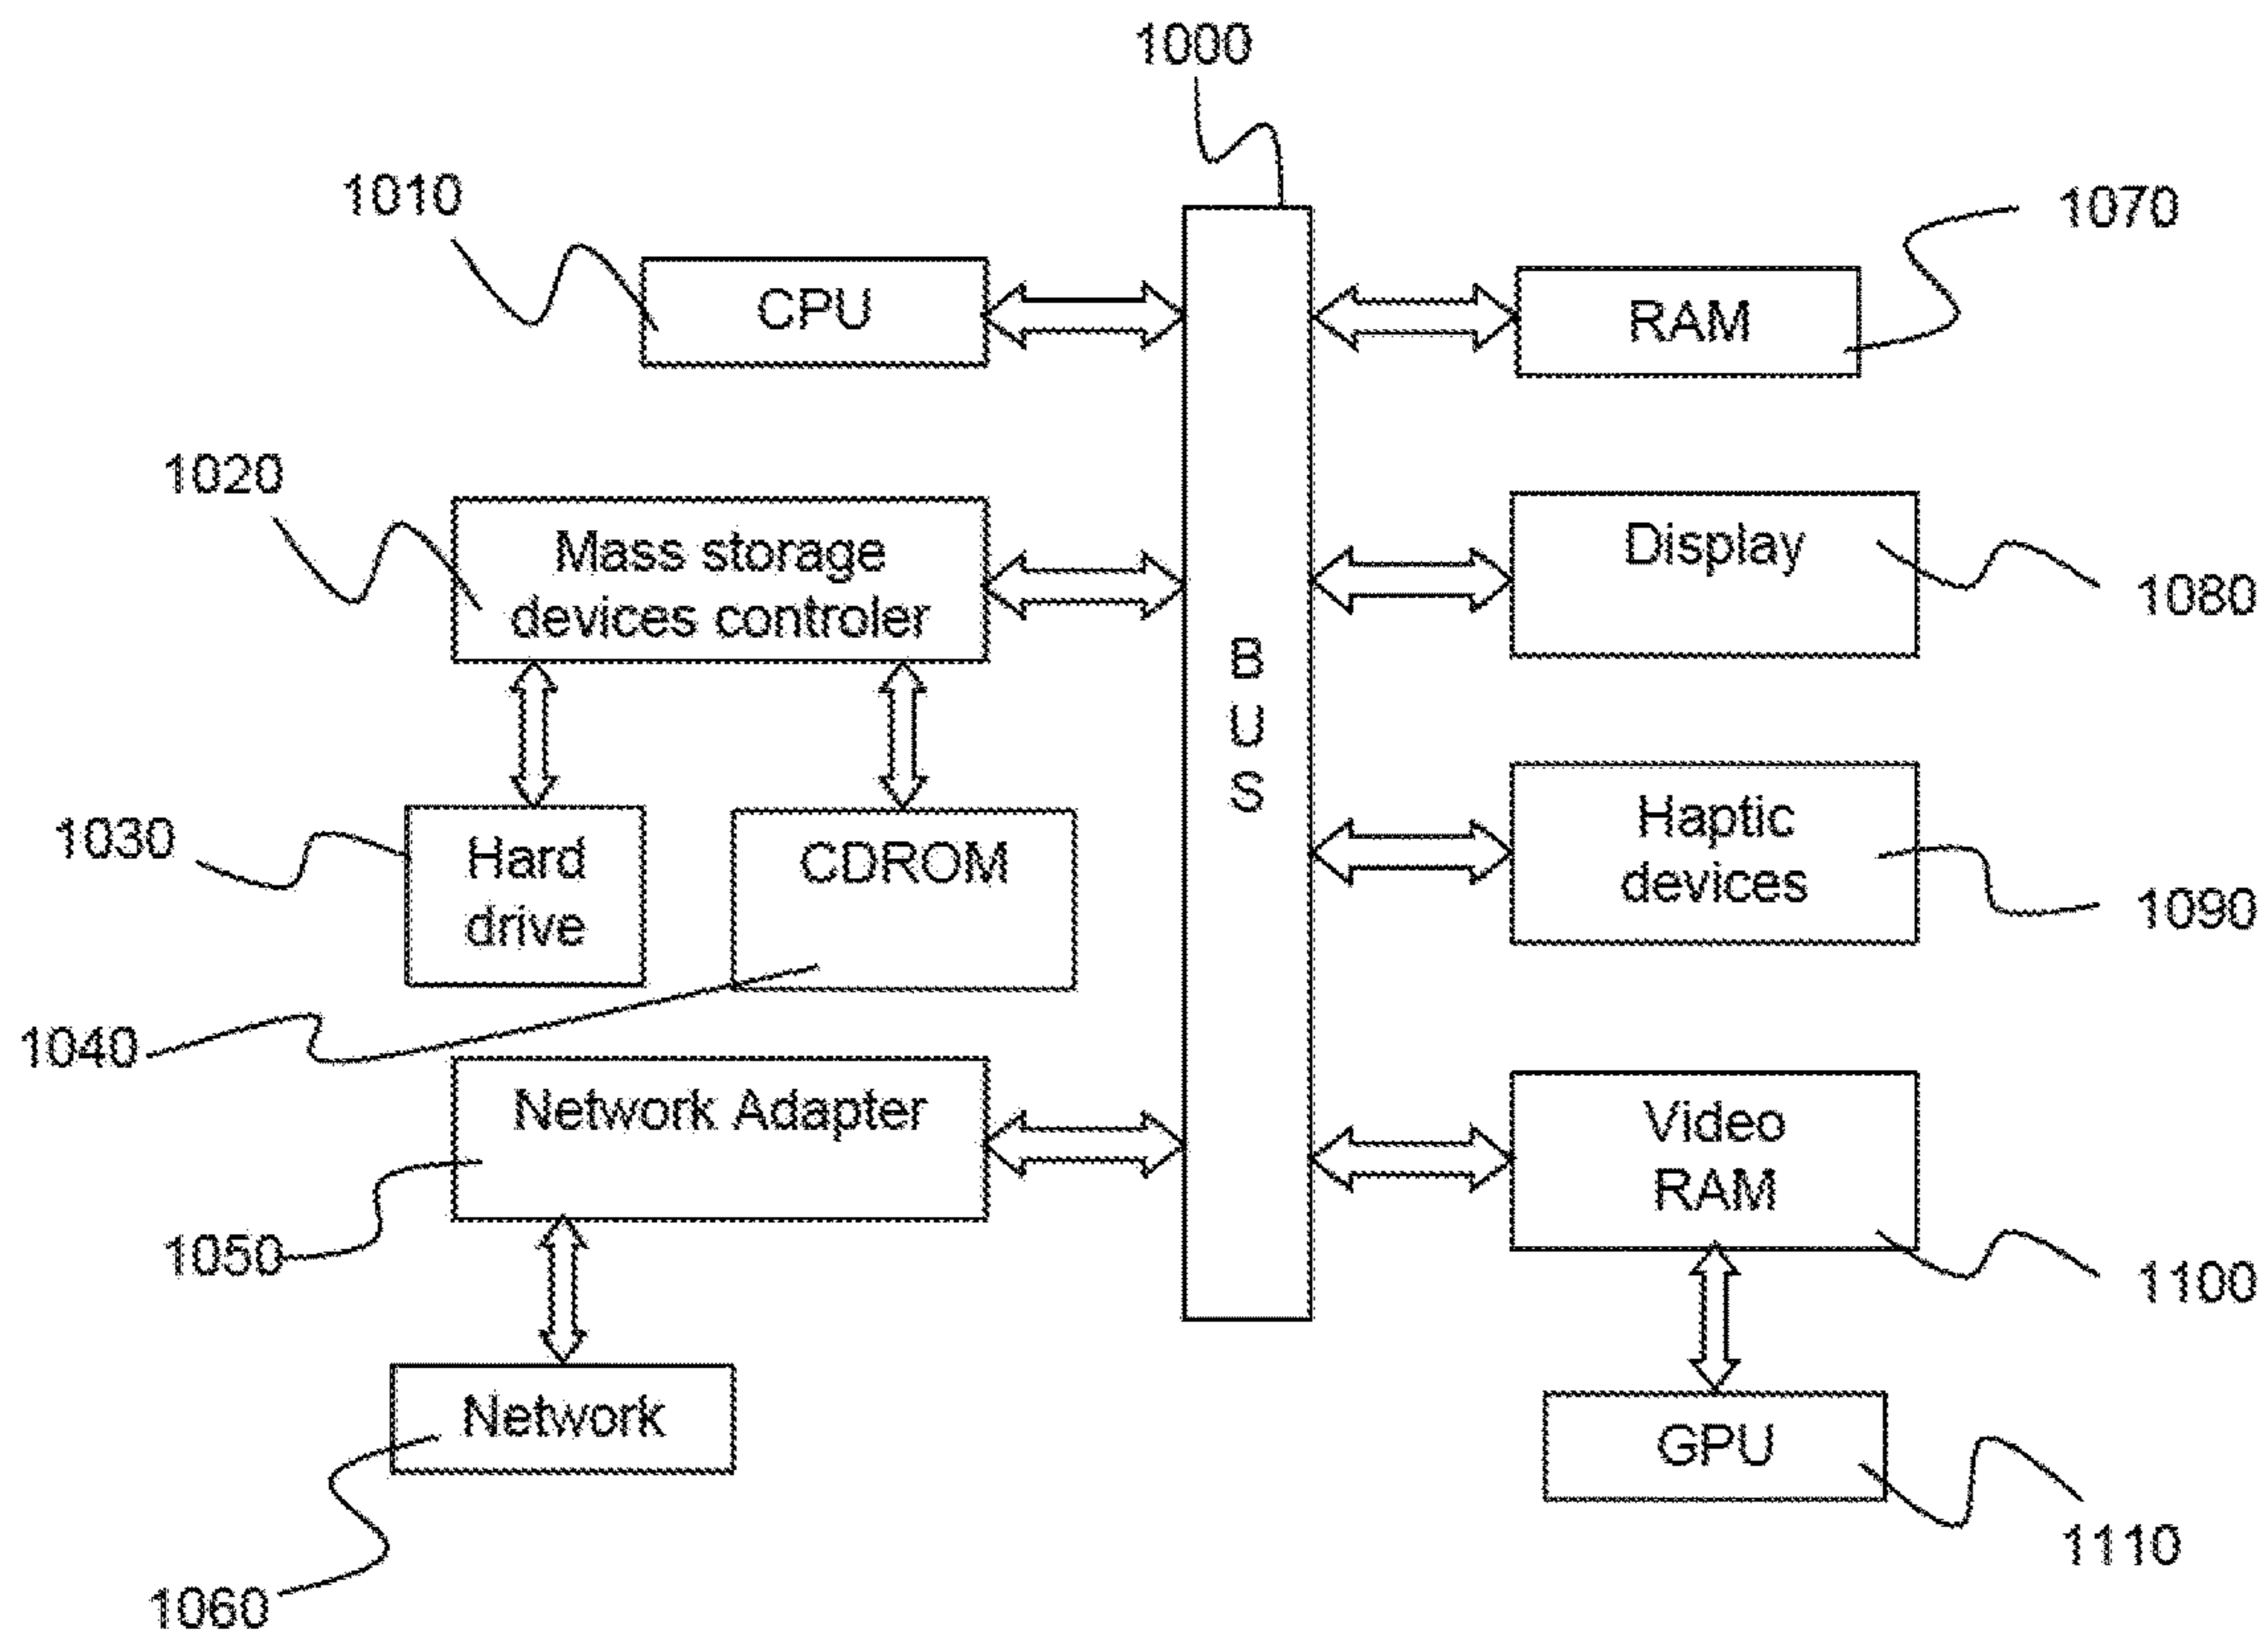 1000
1010
CPU
RAM
1070
1020
Mass storage
devices controler
Display
1080
B
U
S
1030
Hard
drive
CDROM
Haptic
devices
1090
1040
Network Adapter
1050
Video
RAM
1100
Network
1060
GPU
1110